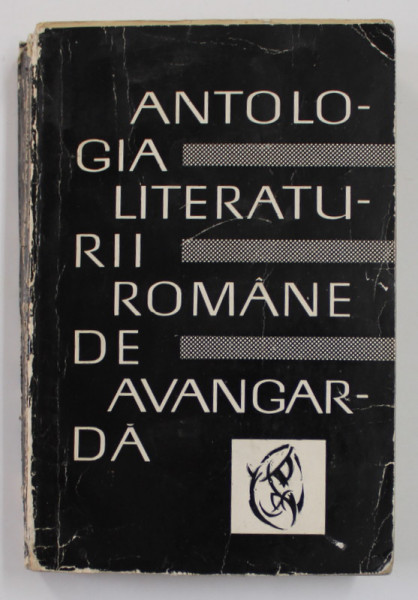 ANTOLO-
GIA
LITERATU-
RII
ROMÂNE
DE
AVANGAR-
DĂ